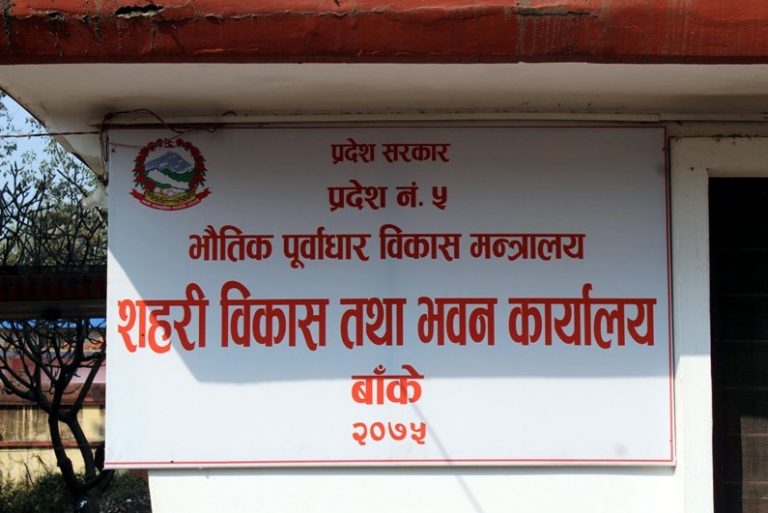 प्रदेश सरकार
प्रदेश नं. ५
भौतिक पूर्वाधार विकास मन्त्रालय
शहरी विकास तथा भवन कार्यालय
बाँके
२०७५